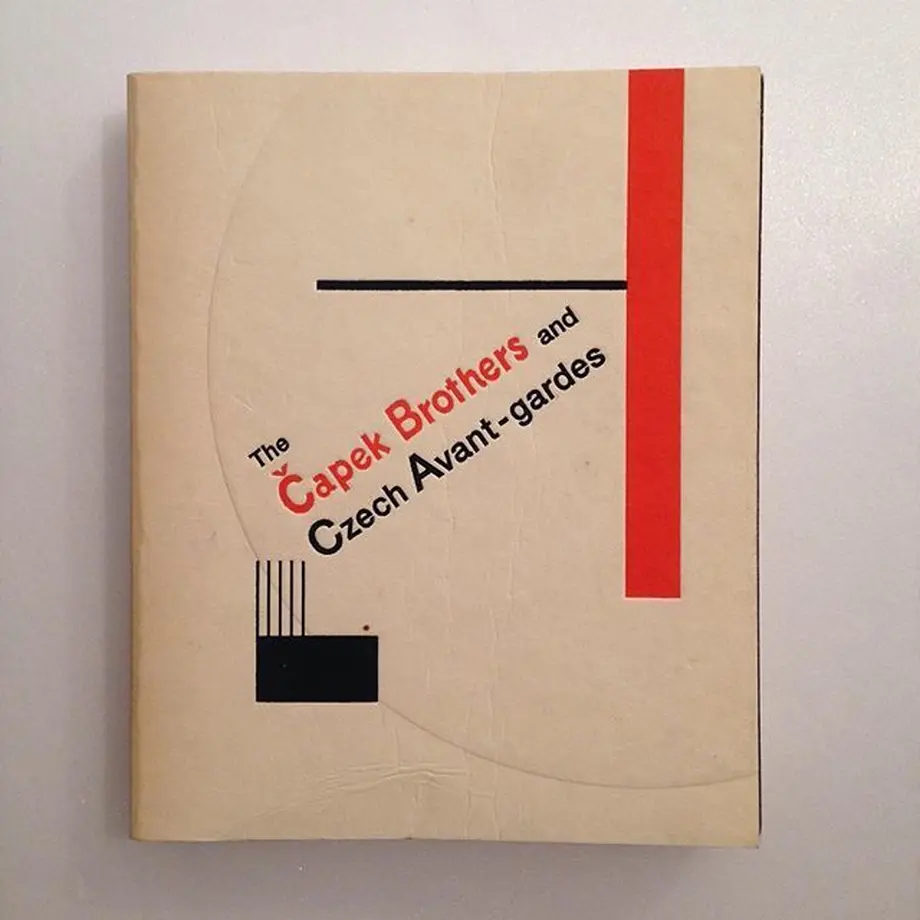 The
Čapek Brothers and
Czech Avant-gardes